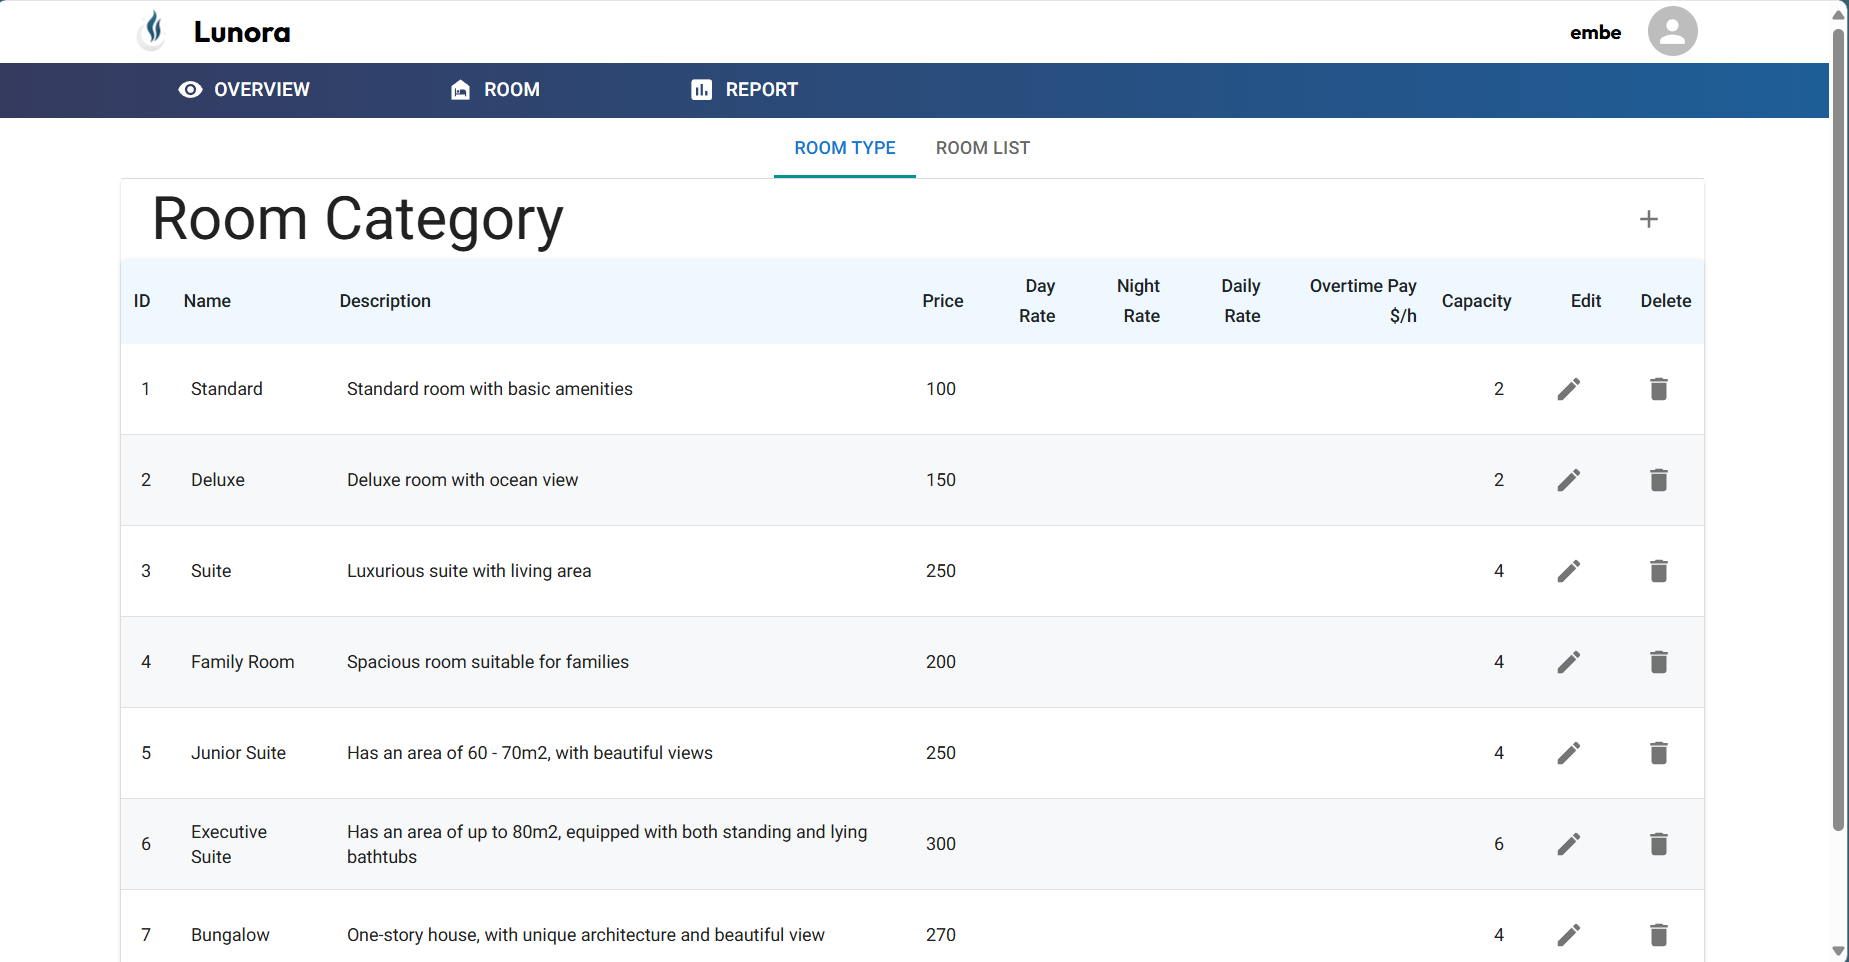 Lunora
embe
OVERVIEW ROOM REPORT
ROOM TYPE ROOM LIST
Room Category
ID Name Description Price Day Rate Night Rate Daily Rate Overtime Pay $/h Capacity Edit Delete
1 Standard Standard room with basic amenities 100 2
2 Deluxe Deluxe room with ocean view 150 2
3 Suite Luxurious suite with living area 250 4
4 Family Room Spacious room suitable for families 200 4
5 Junior Suite Has an area of 60 - 70m2, with beautiful views 250 4
6 Executive Suite Has an area of up to 80m2, equipped with both standing and lying bathtubs 300 6
7 Bungalow One-story house, with unique architecture and beautiful view 270 4